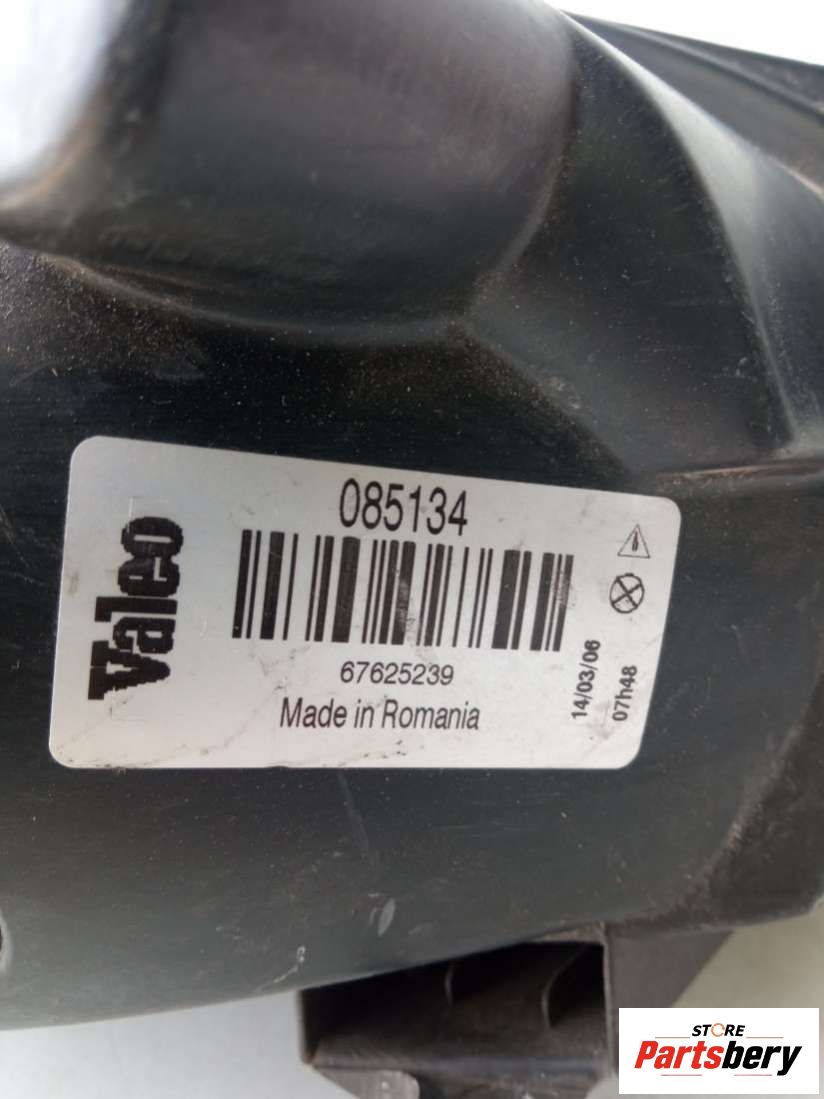 Valeo
085134
67625239
Made in Romania
14/03/06
07h48
STORE
Partsbery